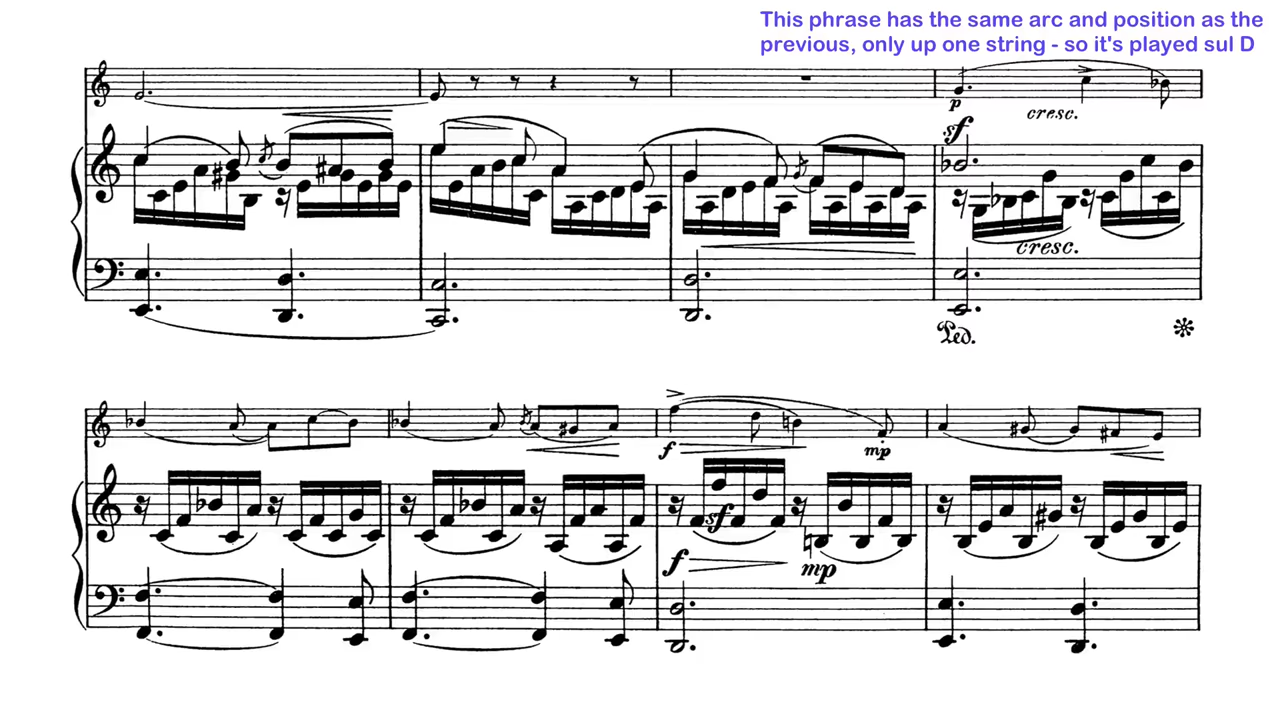 This phrase has the same arc and position as the
previous, only up one string - so it's played sul D
p
cresc.
sf
cresc.
Ped.
f
mp
sf
f
mp